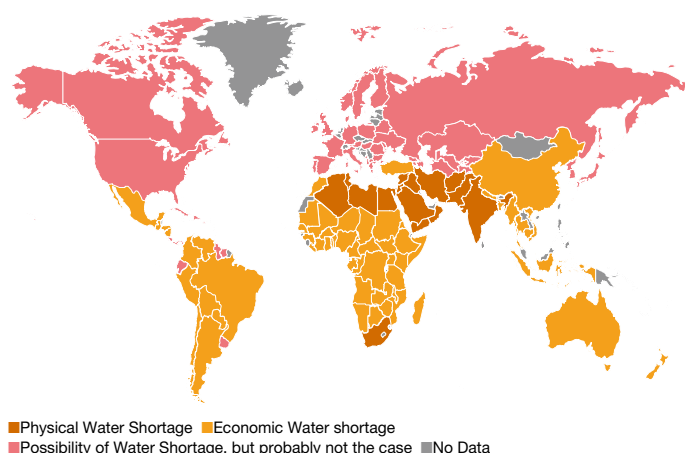 Physical Water Shortage Economic Water shortage
Possibility of Water Shortage, but probably not the case No Data